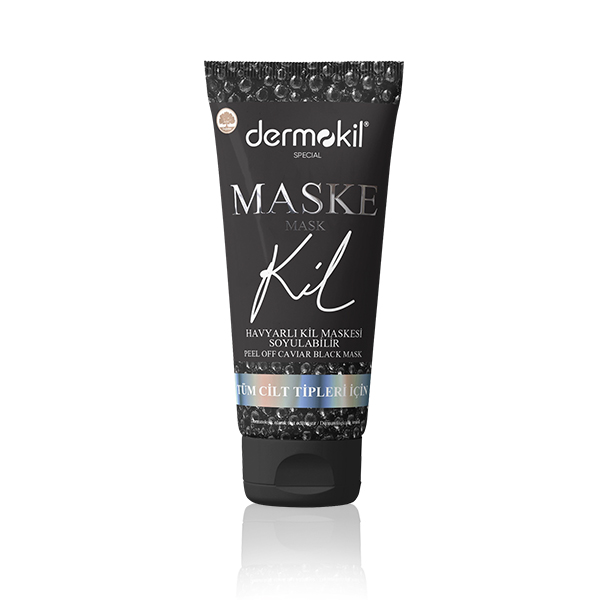 dermokil®
SPECIAL
MASKE
MASK
Kil
HAVYARLI KİL MASKESİ
SOYULABİLİR
PEEL OFF CAVIAR BLACK MASK
TÜM CİLT TİPLERİ İÇİN